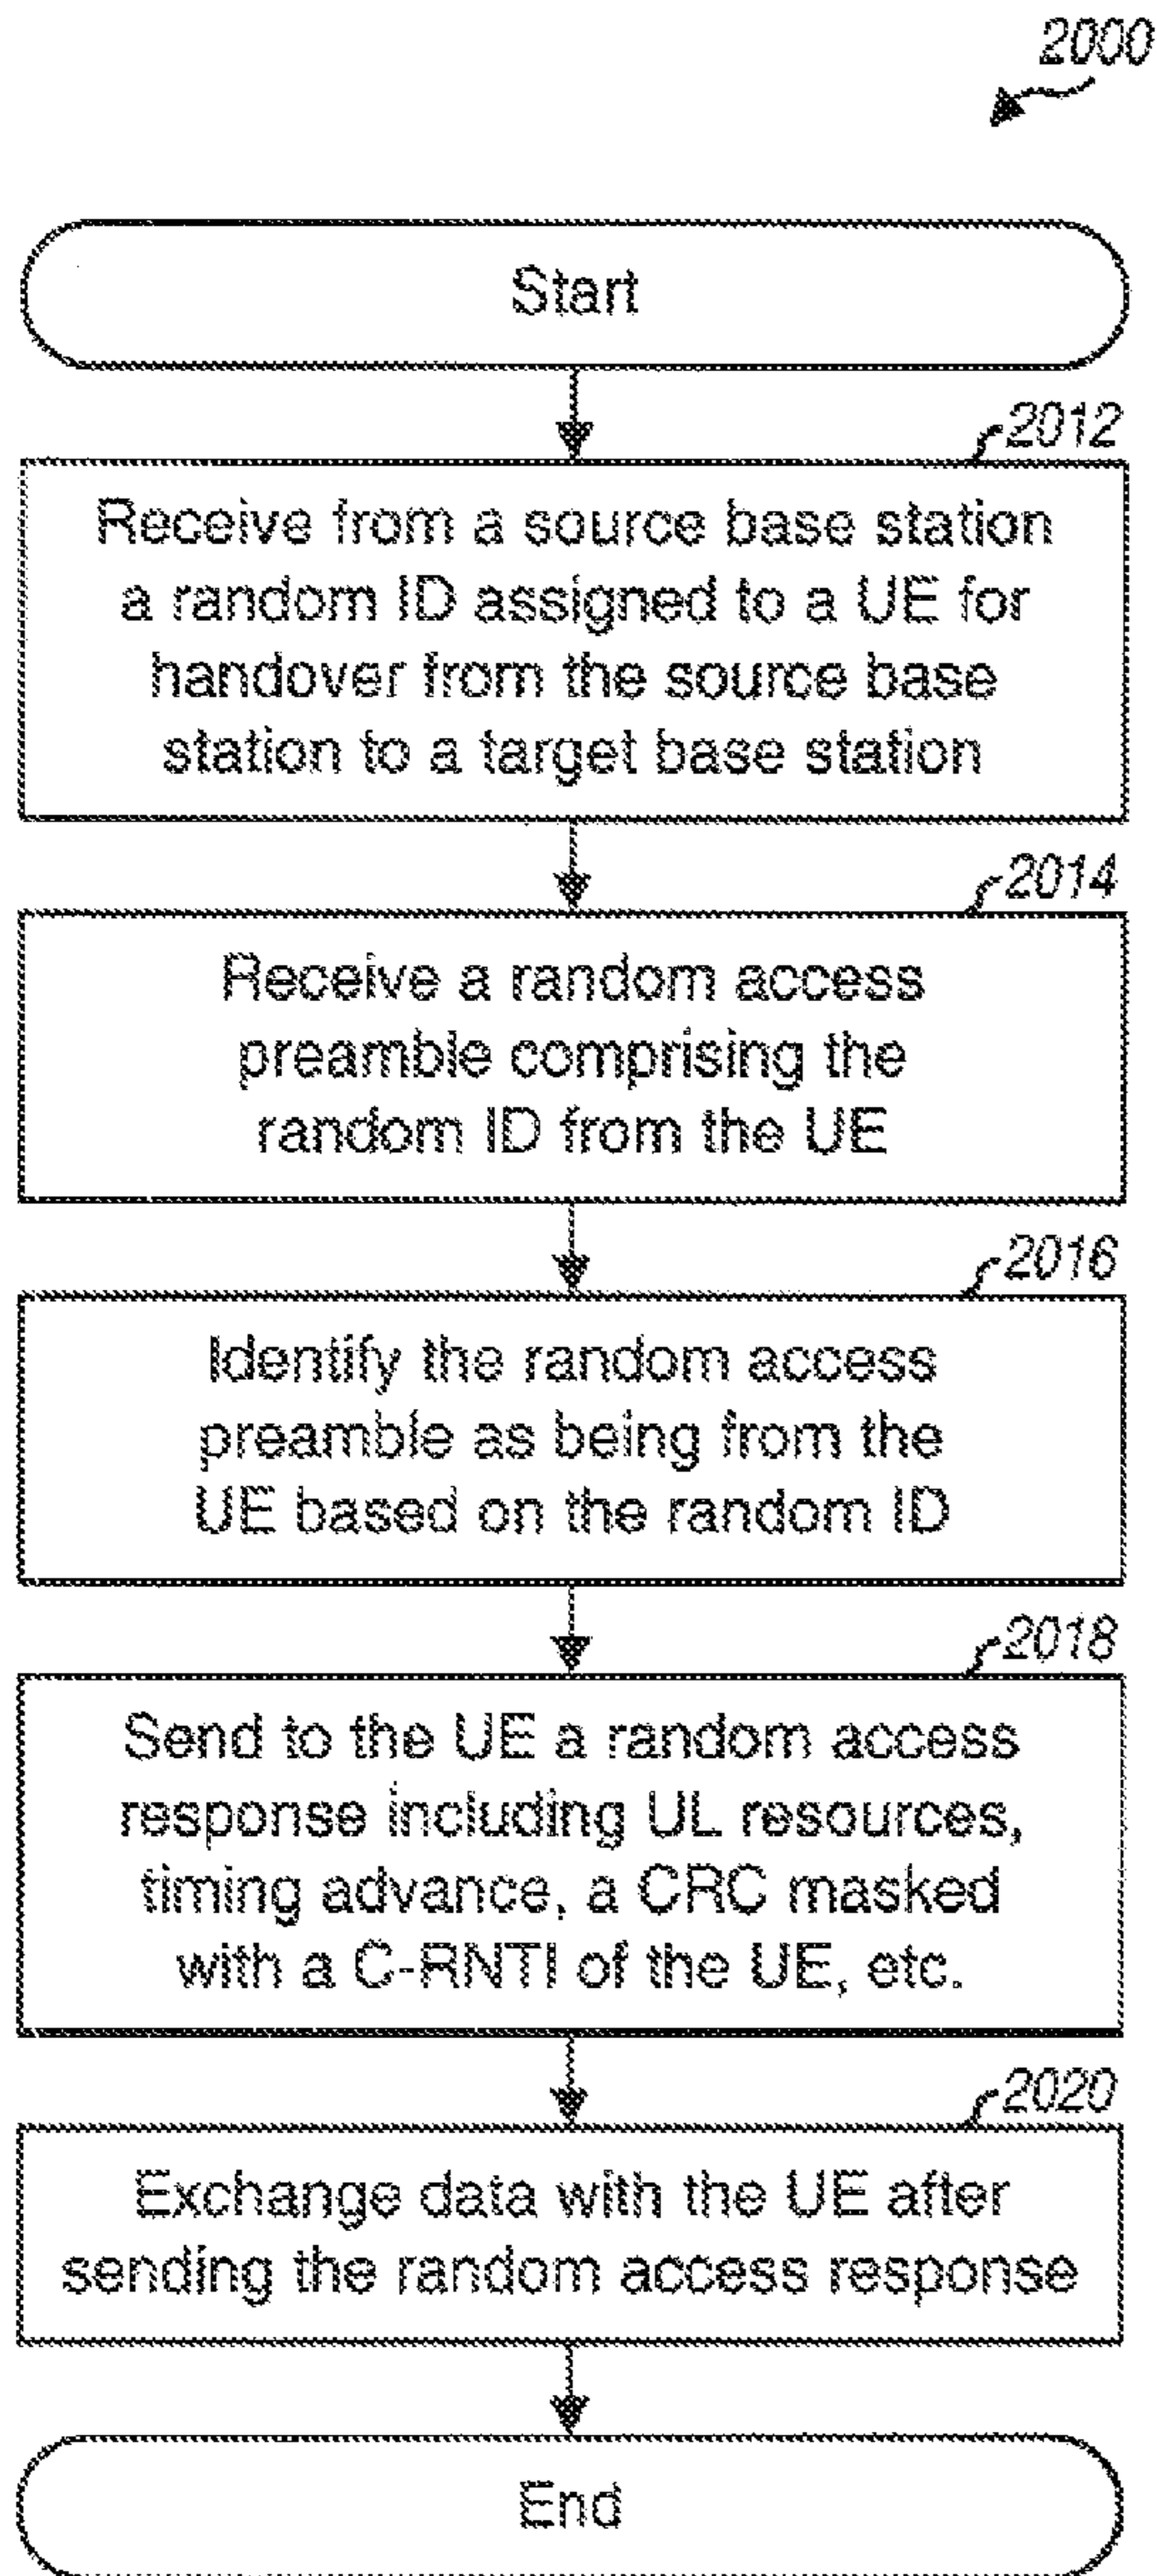 2000
Start
2012
Receive from a source base station
a random ID assigned to a UE for
handover from the source base
station to a target base station
2014
Receive a random access
preamble comprising the
random ID from the UE
2016
Identify the random access
preamble as being from the
UE based on the random ID
2018
Send to the UE a random access
response including UL resources,
timing advance, a CRC masked
with a C-RNTI of the UE, etc.
2020
Exchange data with the UE after
sending the random access response
End